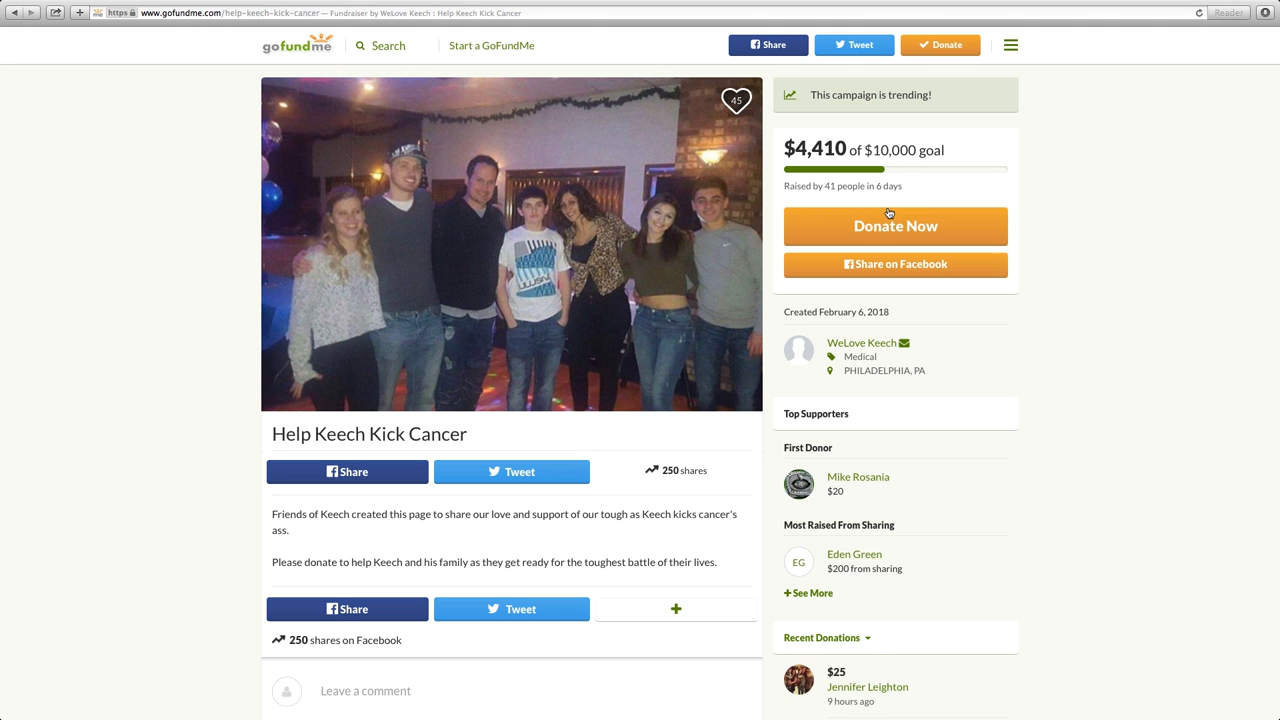 www.gofundme.com/help-keech-kick-cancer — Fundraiser by WeLove Keech : Help Keech Kick Cancer
https
Reader
gofundme
Search
Start a GoFundMe
Share
Tweet
Donate
45
This campaign is trending!
$4,410 of $10,000 goal
Raised by 41 people in 6 days
Donate Now
Share on Facebook
Created February 6, 2018
WeLove Keech
Medical
PHILADELPHIA, PA
Help Keech Kick Cancer
Share
Tweet
250 shares
Friends of Keech created this page to share our love and support of our tough as Keech kicks cancer's
ass.
Please donate to help Keech and his family as they get ready for the toughest battle of their lives.
Share
Tweet
250 shares on Facebook
Leave a comment
Top Supporters
First Donor
Mike Rosania
$20
Most Raised From Sharing
EG
Eden Green
$200 from sharing
See More
Recent Donations
$25
Jennifer Leighton
9 hours ago